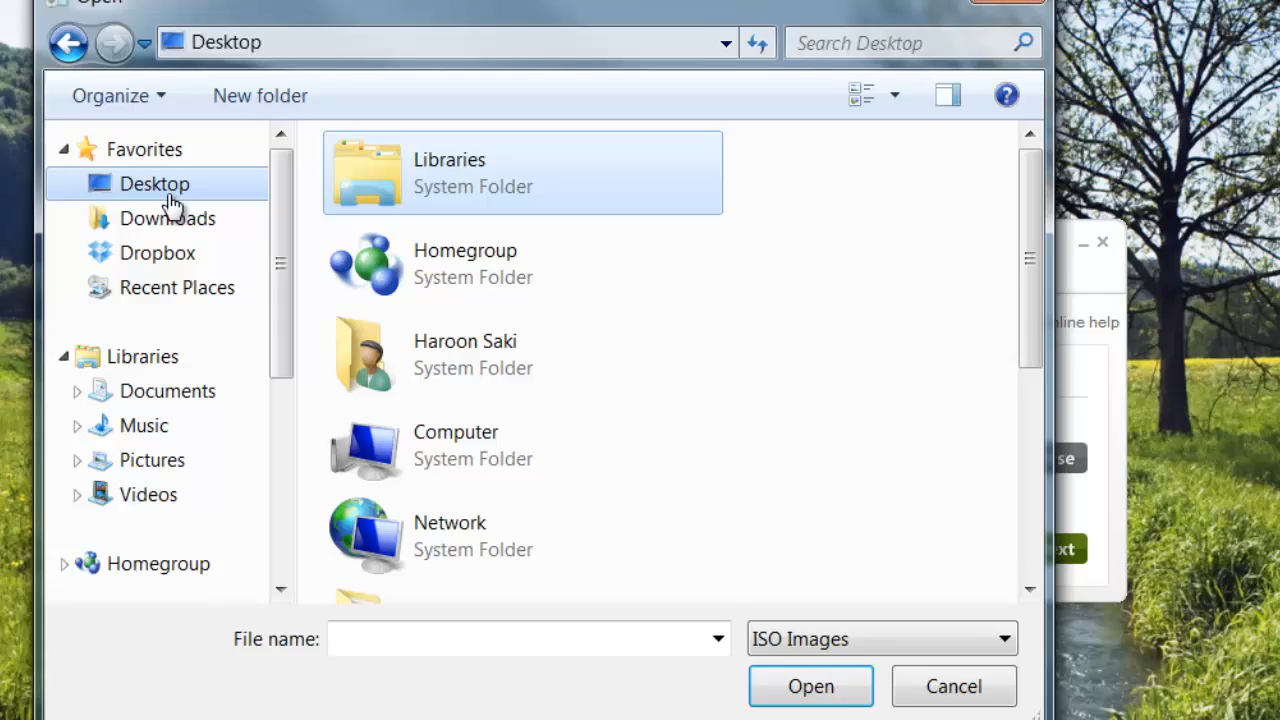 Open
Desktop
Search Desktop
Organize
New folder
Favorites
Desktop
Downloads
Dropbox
Recent Places
Libraries
Documents
Music
Pictures
Videos
Homegroup
Libraries
System Folder
Homegroup
System Folder
Haroon Saki
System Folder
Computer
System Folder
Network
System Folder
File name:
ISO Images
Open
Cancel
nline help
se
ext